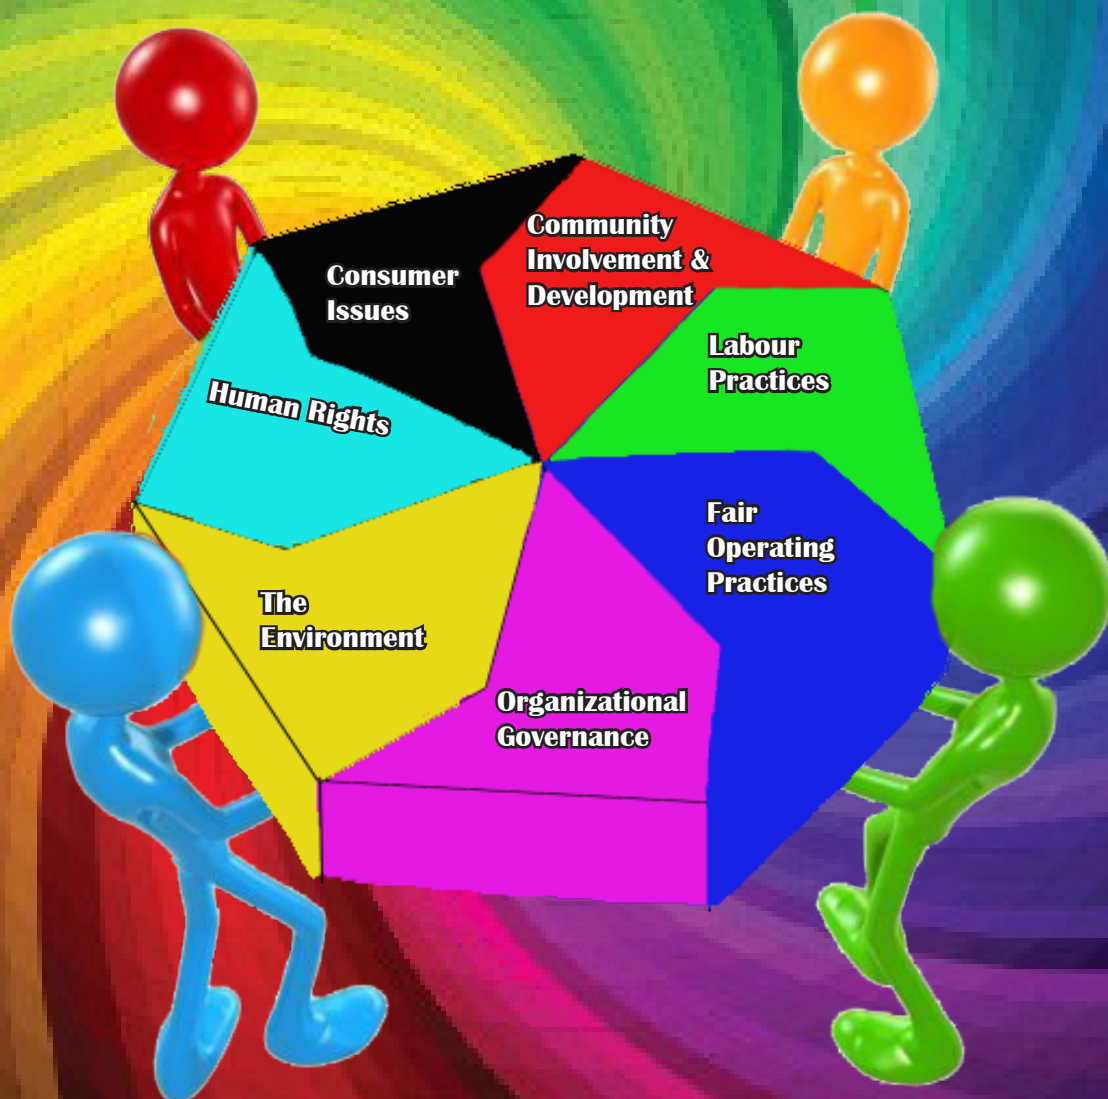 Community
Involvement &
Development
Consumer
Issues
Labour
Practices
Human Rights
Fair
Operating
Practices
The
Environment
Organizational
Governance